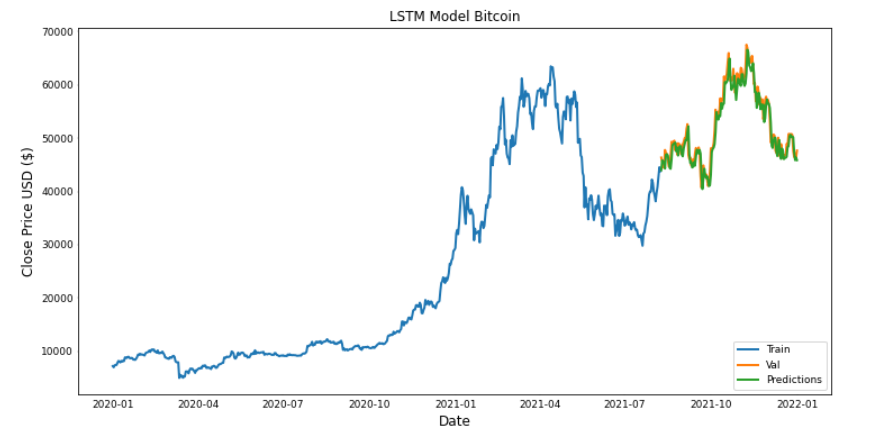 LSTM Model Bitcoin
70000
60000
50000
40000
30000
20000
10000
Close Price USD ($)
Train
Val
Predictions
2020-01 2020-04 2020-07 2020-10 2021-01 2021-04 2021-07 2021-10 2022-01
Date